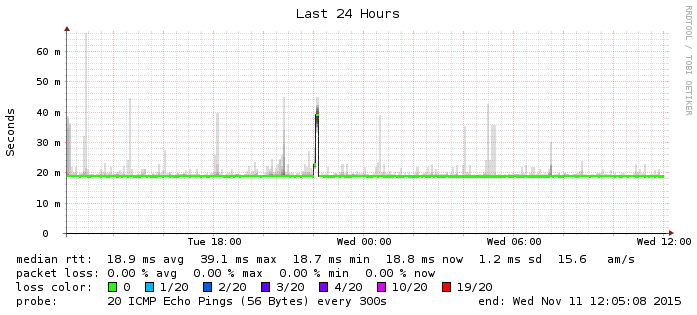 Last 24 Hours
RRDTOOL / TOBI OETIKER
Seconds
60 m
50 m
40 m
30 m
20 m
10 m
0
Tue 18:00 Wed 00:00 Wed 06:00 Wed 12:00
median rtt: 18.9 ms avg 39.1 ms max 18.7 ms min 18.8 ms now 1.2 ms sd 15.6 am/s
packet loss: 0.00 % avg 0.00 % max 0.00 % min 0.00 % now
loss color: 0 1/20 2/20 3/20 4/20 10/20 19/20
probe: 20 ICMP Echo Pings (56 Bytes) every 300s end: Wed Nov 11 12:05:08 2015